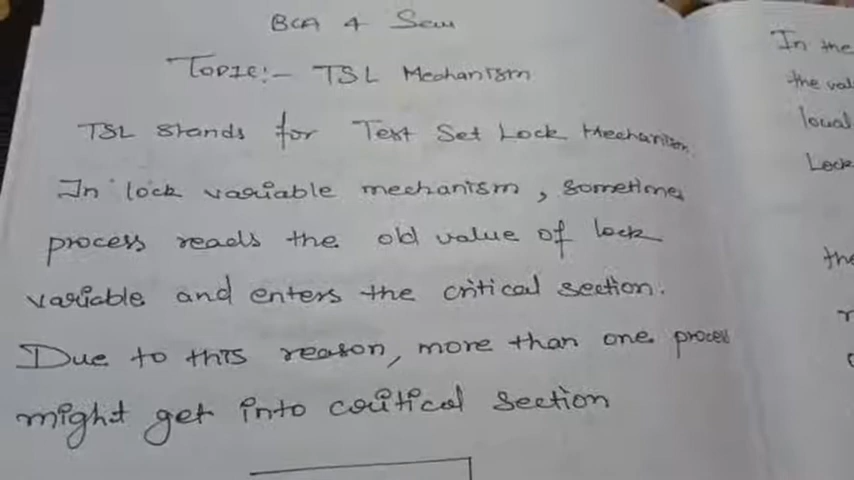 BCA 4 Sem
Topic:- TSL Mechanism
TSL stands for Text Set Lock Mechanism.
In lock variable mechanism, sometimes
process reads the old value of lock
variable and enters the critical section.
Due to this reason, more than one process
might get into critical section
In the
the val
loual
Lock
the